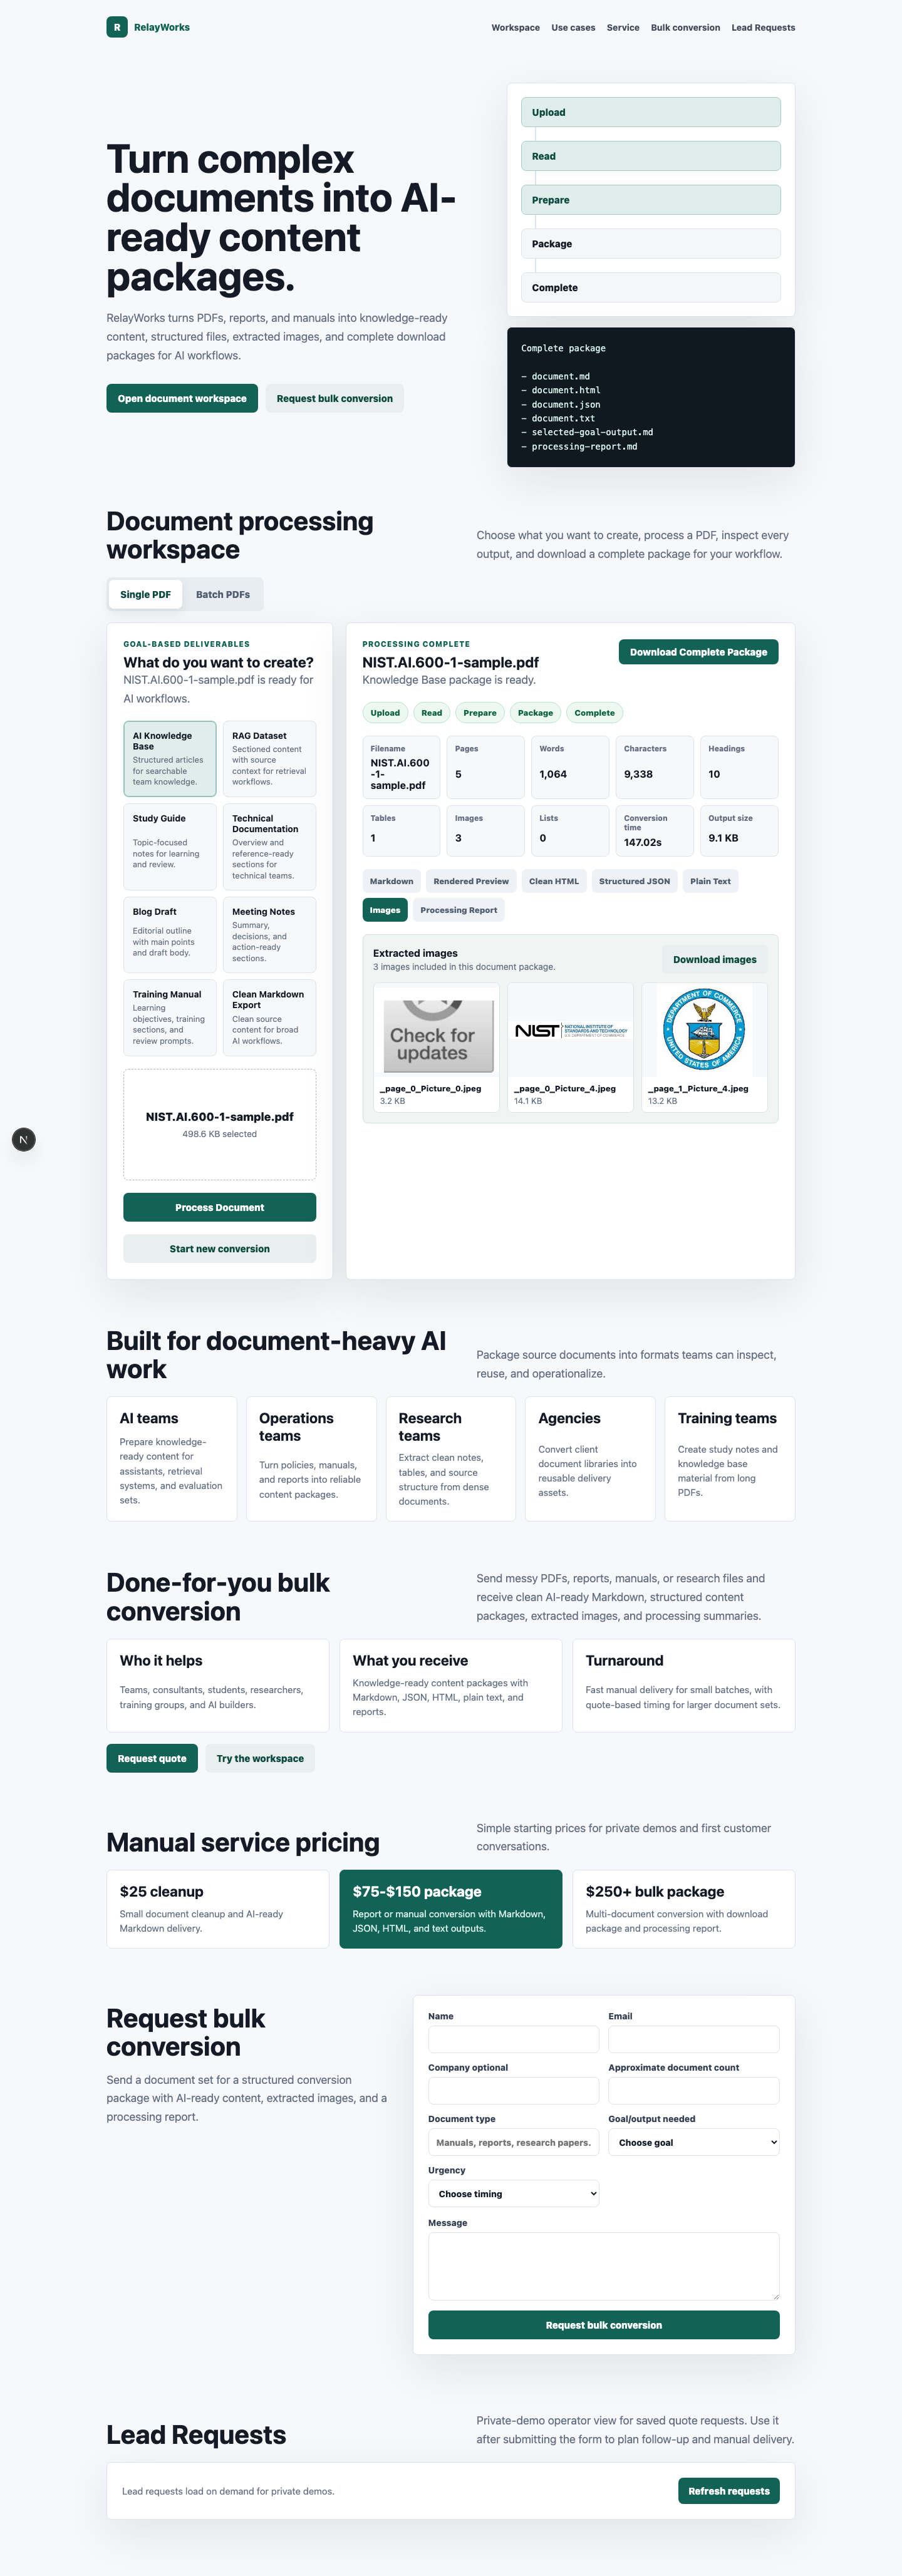 R RelayWorks
Workspace Use cases Service Bulk conversion Lead Requests
Turn complex
documents into AI-
ready content
packages.
RelayWorks turns PDFs, reports, and manuals into knowledge-ready
content, structured files, extracted images, and complete download
packages for AI workflows.
Open document workspace Request bulk conversion
Upload
Read
Prepare
Package
Complete
Complete package
- document.md
- document.html
- document.json
- document.txt
- selected-goal-output.md
- processing-report.md
Document processing
workspace
Choose what you want to create, process a PDF, inspect every
output, and download a complete package for your workflow.
Single PDF Batch PDFs
GOAL-BASED DELIVERABLES
What do you want to create?
NIST.AI.600-1-sample.pdf is ready for
AI workflows.
AI Knowledge
Base
Structured articles
for searchable
team knowledge.
RAG Dataset
Sectioned content
with source
context for retrieval
workflows.
Study Guide
Topic-focused
notes for learning
and review.
Technical
Documentation
Overview and
reference-ready
sections for
technical teams.
Blog Draft
Editorial outline
with main points
and draft body.
Meeting Notes
Summary,
decisions, and
action-ready
sections.
Training Manual
Learning
objectives, training
sections, and
review prompts.
Clean Markdown
Export
Clean source
content for broad
AI workflows.
NIST.AI.600-1-sample.pdf
498.6 KB selected
Process Document
Start new conversion
PROCESSING COMPLETE
NIST.AI.600-1-sample.pdf
Knowledge Base package is ready.
Download Complete Package
Upload Read Prepare Package Complete
Filename
NIST.AI.600
-1-
sample.pdf
Pages
5
Words
1,064
Characters
9,338
Headings
10
Tables
1
Images
3
Lists
0
Conversion
time
147.02s
Output size
9.1 KB
Markdown Rendered Preview Clean HTML Structured JSON Plain Text
Images Processing Report
Extracted images
3 images included in this document package.
Download images
Check for
updates
_page_0_Picture_0.jpeg
3.2 KB
NIST NATIONAL INSTITUTE OF
STANDARDS AND TECHNOLOGY
U.S. DEPARTMENT OF COMMERCE
_page_0_Picture_4.jpeg
14.1 KB
DEPARTMENT OF COMMERCE
UNITED STATES OF AMERICA
_page_1_Picture_4.jpeg
13.2 KB
N
Built for document-heavy AI
work
Package source documents into formats teams can inspect,
reuse, and operationalize.
AI teams
Prepare knowledge-
ready content for
assistants, retrieval
systems, and evaluation
sets.
Operations
teams
Turn policies, manuals,
and reports into reliable
content packages.
Research
teams
Extract clean notes,
tables, and source
structure from dense
documents.
Agencies
Convert client
document libraries into
reusable delivery
assets.
Training teams
Create study notes and
knowledge base
material from long
PDFs.
Done-for-you bulk
conversion
Send messy PDFs, reports, manuals, or research files and
receive clean AI-ready Markdown, structured content
packages, extracted images, and processing summaries.
Who it helps
Teams, consultants, students, researchers,
training groups, and AI builders.
What you receive
Knowledge-ready content packages with
Markdown, JSON, HTML, plain text, and
reports.
Turnaround
Fast manual delivery for small batches, with
quote-based timing for larger document sets.
Request quote Try the workspace
Manual service pricing
Simple starting prices for private demos and first customer
conversations.
$25 cleanup
Small document cleanup and AI-ready
Markdown delivery.
$75-$150 package
Report or manual conversion with Markdown,
JSON, HTML, and text outputs.
$250+ bulk package
Multi-document conversion with download
package and processing report.
Request bulk
conversion
Send a document set for a structured conversion
package with AI-ready content, extracted images, and a
processing report.
Name Email
Company optional Approximate document count
Document type Goal/output needed
Manuals, reports, research papers. Choose goal
Urgency
Choose timing
Message
Request bulk conversion
Lead Requests
Private-demo operator view for saved quote requests. Use it
after submitting the form to plan follow-up and manual delivery.
Lead requests load on demand for private demos.
Refresh requests